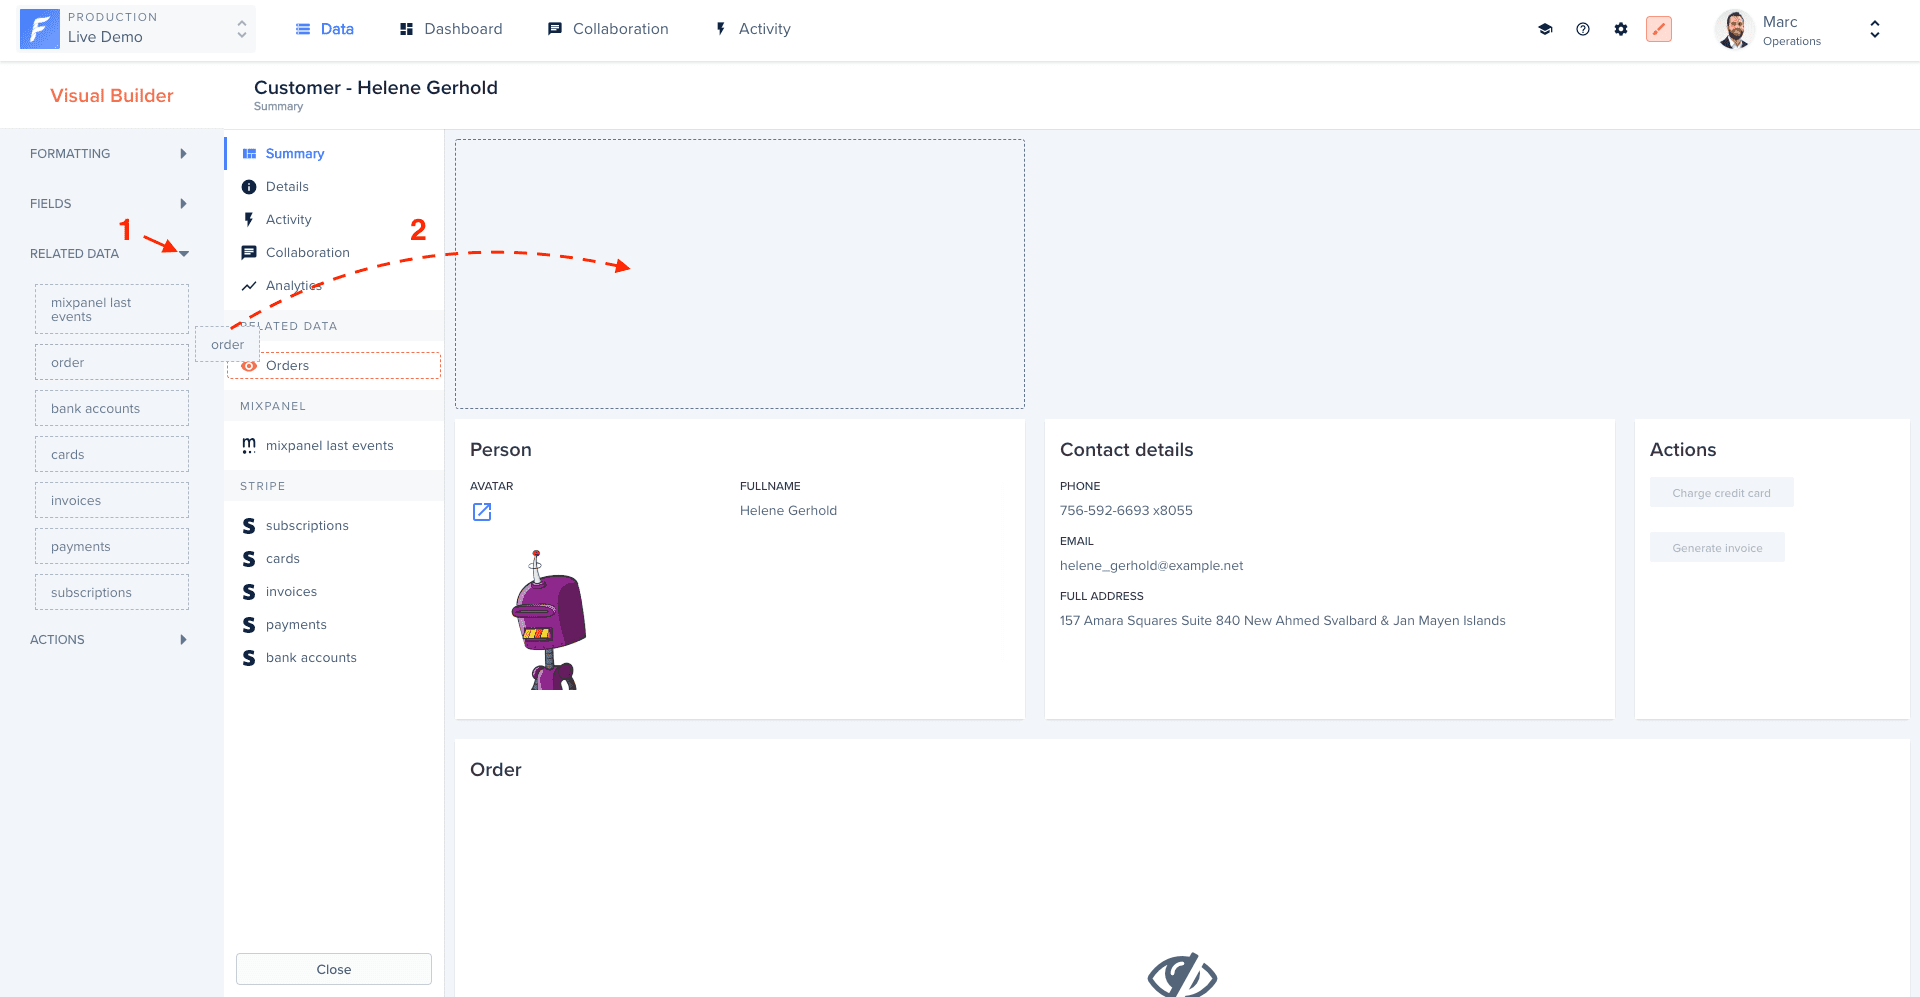 PRODUCTION
Live Demo
Data
Dashboard
Collaboration
Activity
Marc
Operations
Visual Builder
Customer - Helene Gerhold
Summary
FORMATTING
FIELDS
1
RELATED DATA
mixpanel last
events
order
bank accounts
cards
invoices
payments
subscriptions
ACTIONS
order
Summary
Details
Activity
2
Collaboration
Analytics
RELATED DATA
Orders
MIXPANEL
m
mixpanel last events
STRIPE
S subscriptions
S cards
S invoices
S payments
S bank accounts
Close
Person
AVATAR
FULLNAME
Helene Gerhold
Contact details
PHONE
756-592-6693 x8055
EMAIL
helene_gerhold@example.net
FULL ADDRESS
157 Amara Squares Suite 840 New Ahmed Svalbard & Jan Mayen Islands
Actions
Charge credit card
Generate invoice
Order